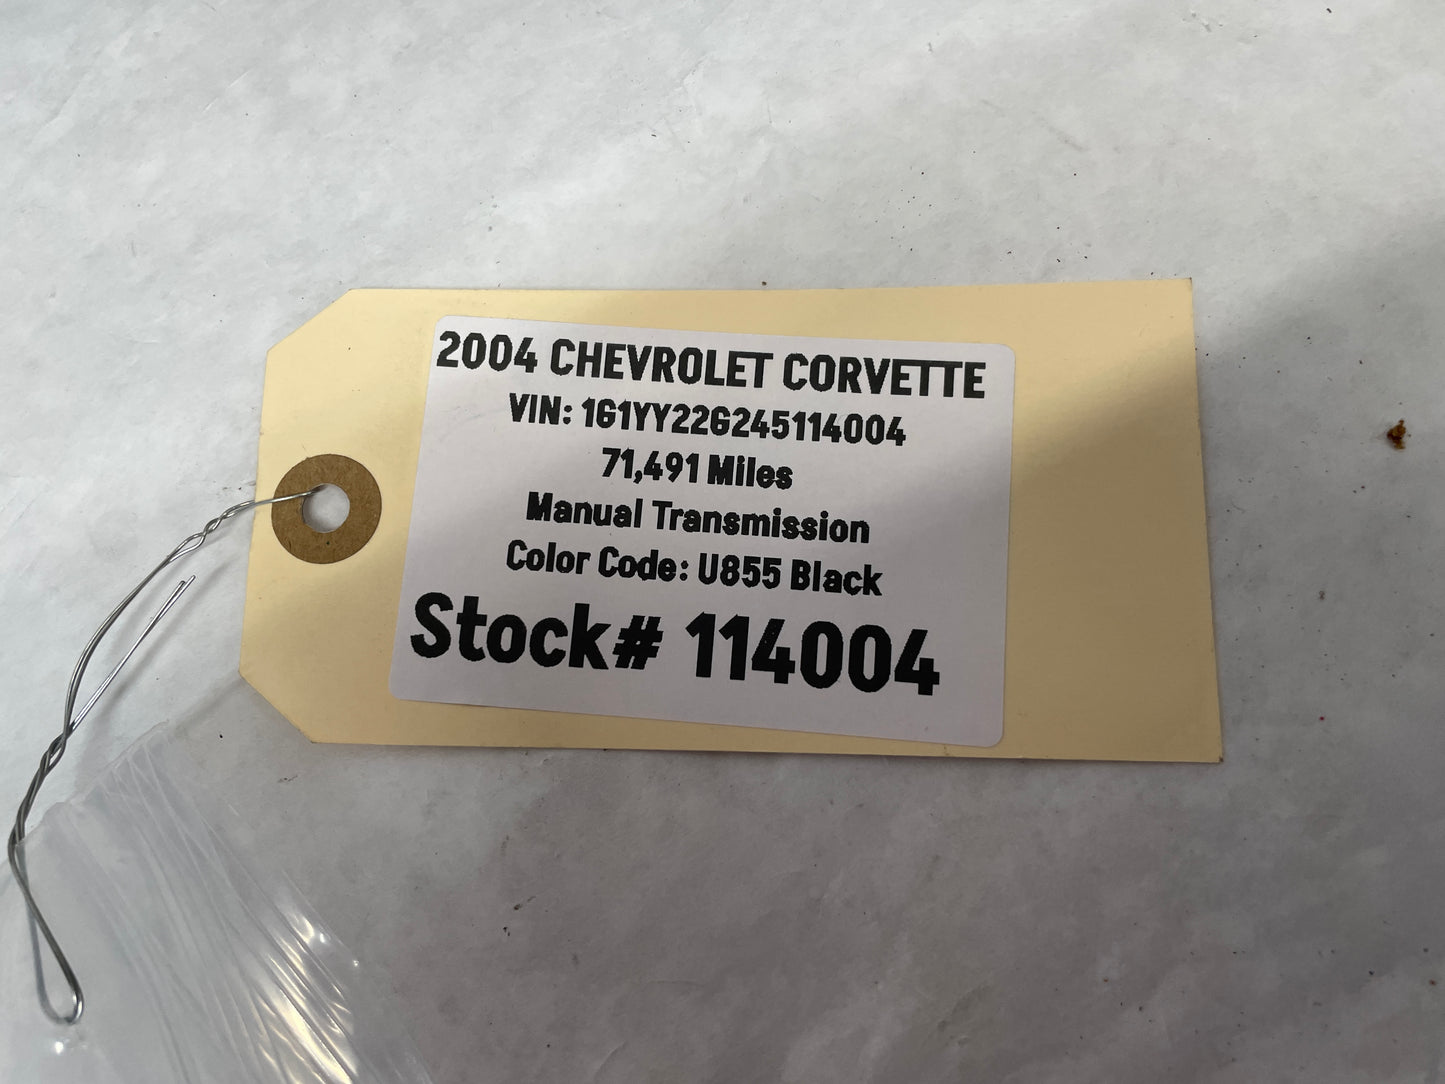 2004 CHEVROLET CORVETTE
VIN: 1G1YY22G245114004
71,491 Miles
Manual Transmission
Color Code: U855 Black
Stock# 114004